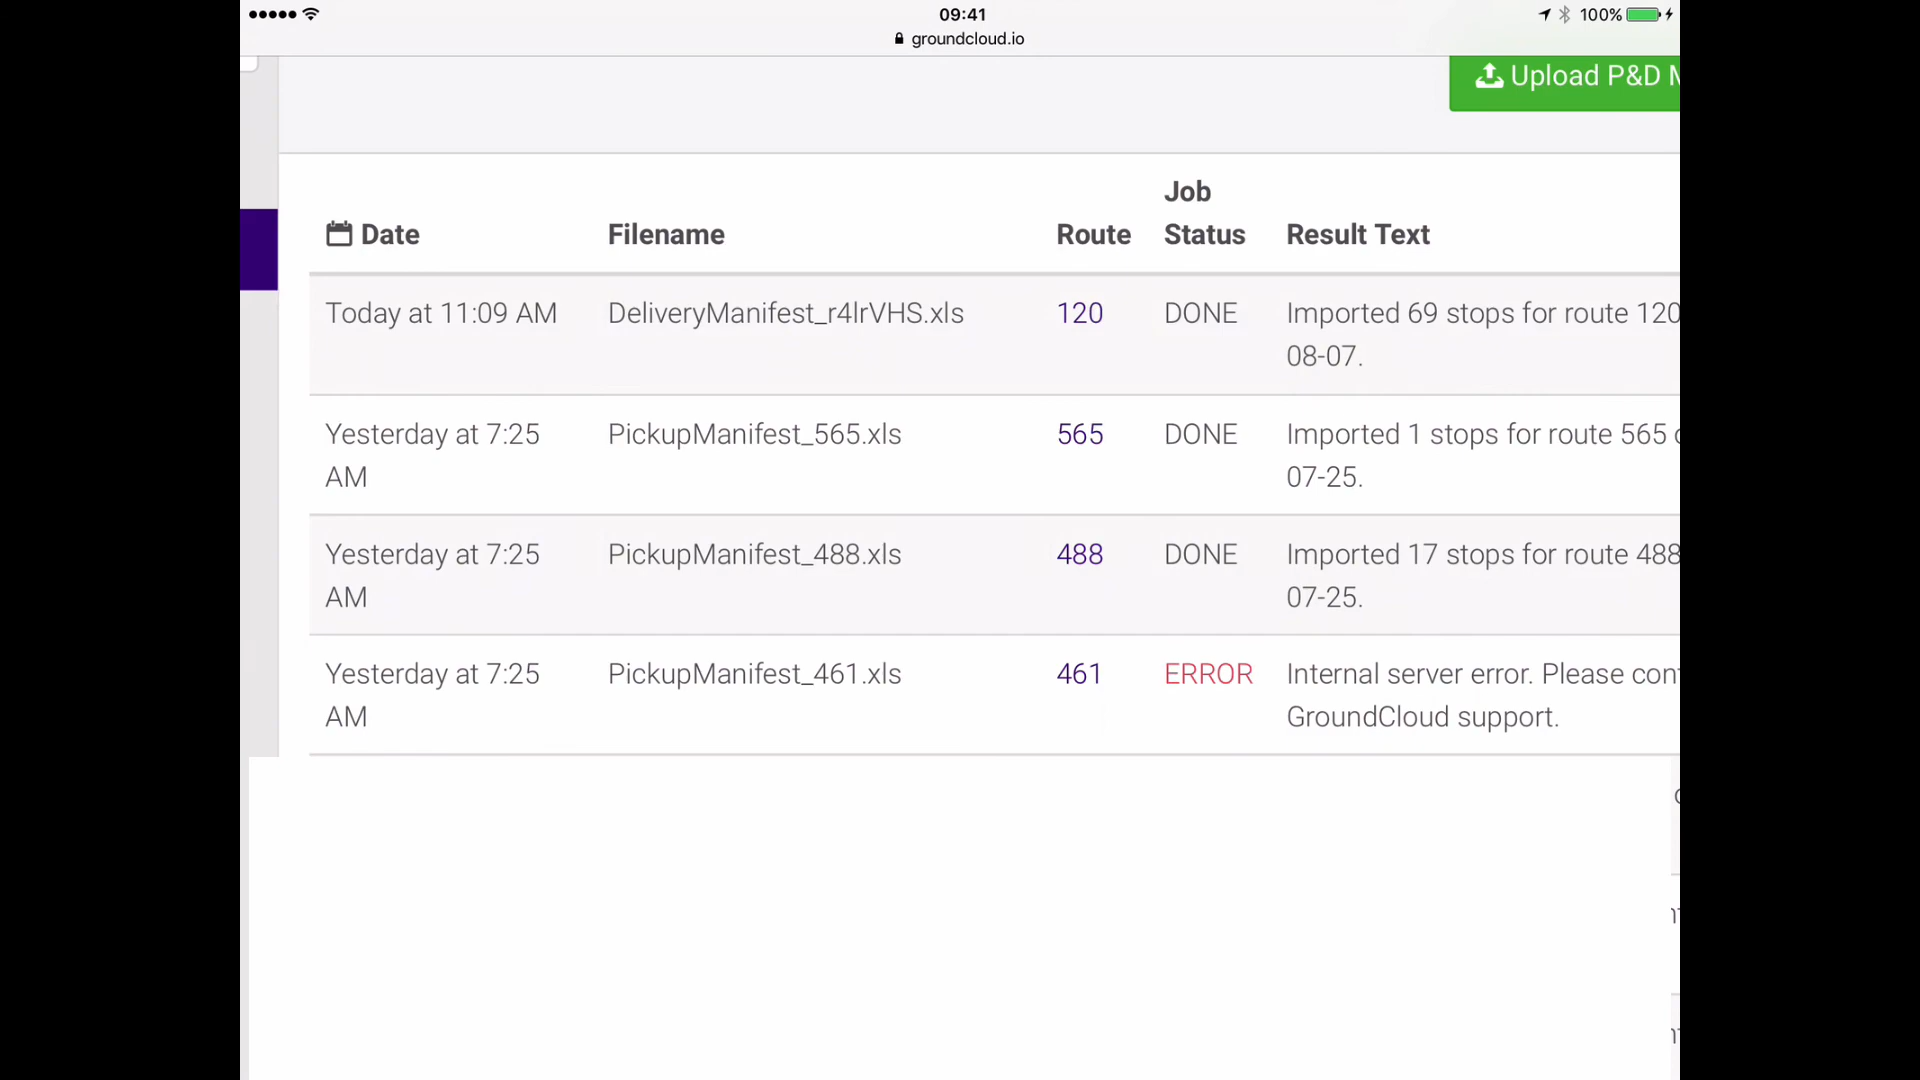 09:41
100%
groundcloud.io
Upload P&D
Job
Date Filename Route Status Result Text
Today at 11:09 AM DeliveryManifest_r4lrVHS.xls 120 DONE Imported 69 stops for route 120
08-07.
Yesterday at 7:25 PickupManifest_565.xls 565 DONE Imported 1 stops for route 565
AM 07-25.
Yesterday at 7:25 PickupManifest_488.xls 488 DONE Imported 17 stops for route 488
AM 07-25.
Yesterday at 7:25 PickupManifest_461.xls 461 ERROR Internal server error. Please
AM GroundCloud support.